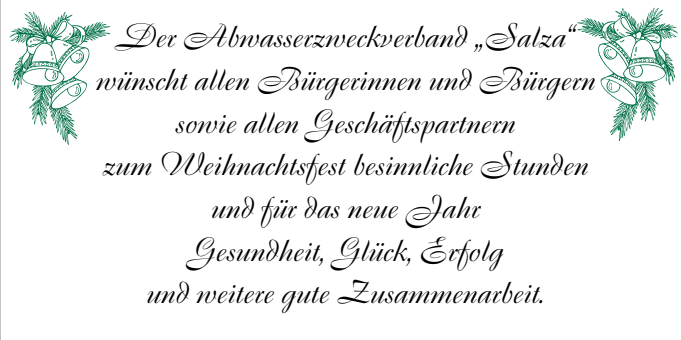 Der Abwasserzweckverband „Salza“
wünscht allen Bürgerinnen und Bürgern
sowie allen Geschäftspartnern
zum Weihnachtsfest besinnliche Stunden
und für das neue Jahr
Gesundheit, Glück, Erfolg
und weitere gute Zusammenarbeit.